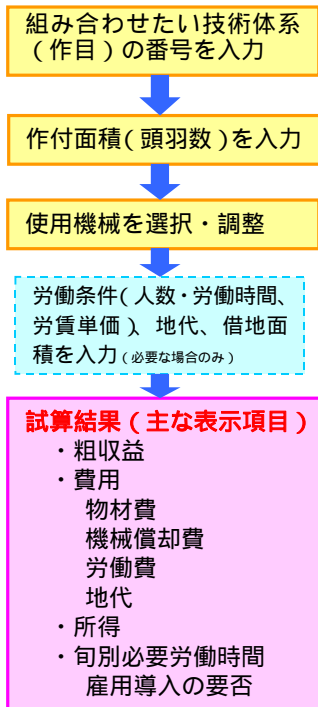 組み合わせたい技術体系
(作目)の番号を入力
作付面積(頭羽数)を入力
使用機械を選択・調整
労働条件(人数・労働時間、
労賃単価)、地代、借地面
積を入力(必要な場合のみ)
試算結果(主な表示項目)
・粗収益
・費用
物材費
機械償却費
労働費
地代
・所得
・旬別必要労働時間
雇用導入の要否